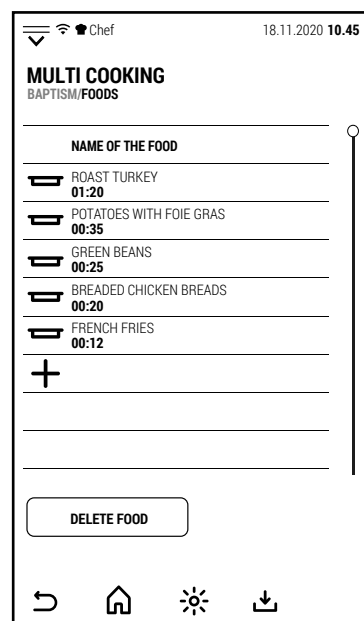 Chef 18.11.2020 10.45
MULTI COOKING
BAPTISM/FOODS
NAME OF THE FOOD
ROAST TURKEY
01:20
POTATOES WITH FOIE GRAS
00:35
GREEN BEANS
00:25
BREADED CHICKEN BREADS
00:20
FRENCH FRIES
00:12
DELETE FOOD